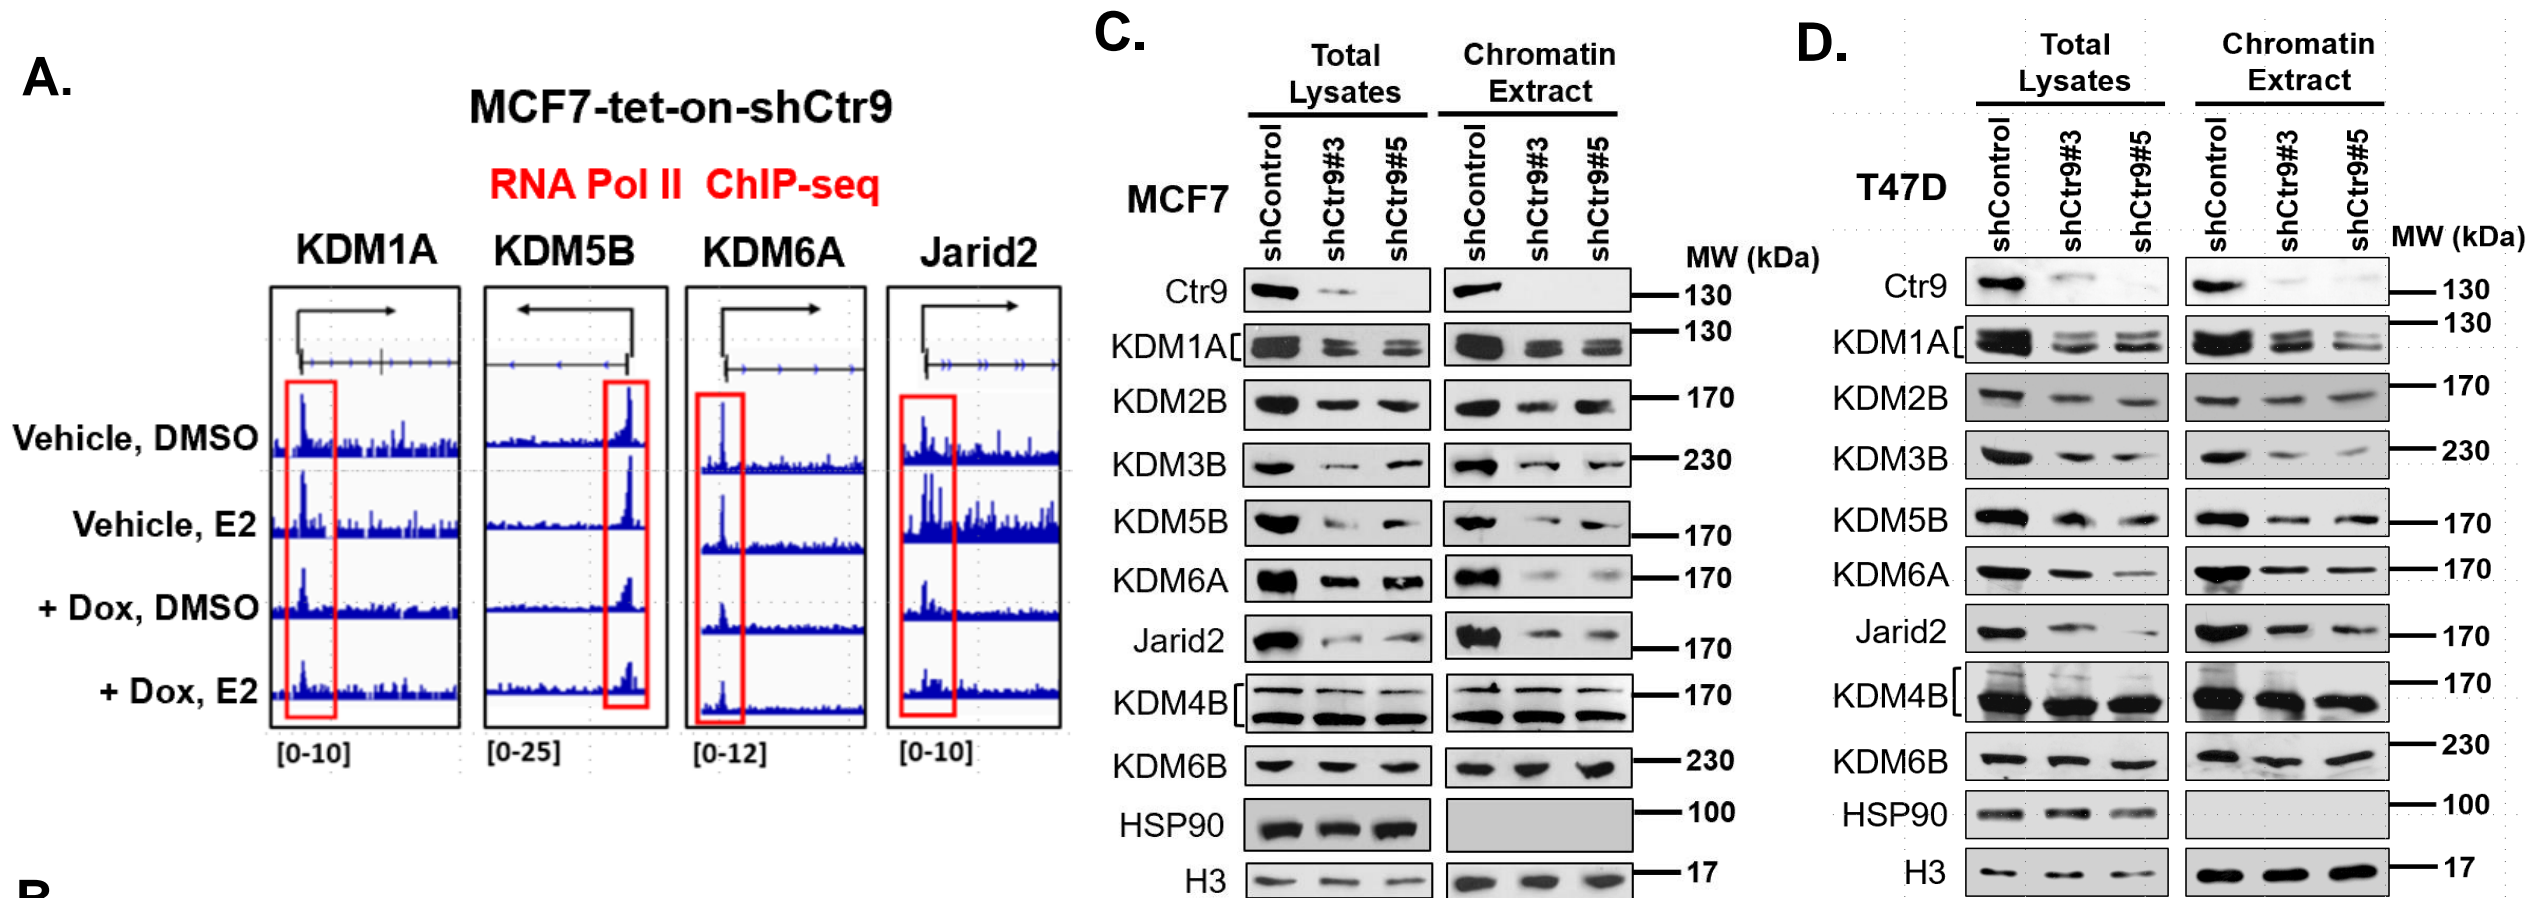 A.
MCF7-tet-on-shCtr9
RNA Pol II ChIP-seq
KDM1A KDM5B KDM6A Jarid2
Vehicle, DMSO
Vehicle, E2
+ Dox, DMSO
+ Dox, E2
[0-10] [0-25] [0-12] [0-10]
B
C.
Total Lysates Chromatin Extract
MCF7
shControl shCtr9#3 shCtr9#5 shControl shCtr9#3 shCtr9#5
MW (kDa)
Ctr9 130
KDM1A 130
KDM2B 170
KDM3B 230
KDM5B 170
KDM6A 170
Jarid2 170
KDM4B 170
KDM6B 230
HSP90 100
H3 17
D.
Total Lysates Chromatin Extract
T47D
shControl shCtr9#3 shCtr9#5 shControl shCtr9#3 shCtr9#5
MW (kDa)
Ctr9 130
KDM1A 130
KDM2B 170
KDM3B 230
KDM5B 170
KDM6A 170
Jarid2 170
KDM4B 170
KDM6B 230
HSP90 100
H3 17